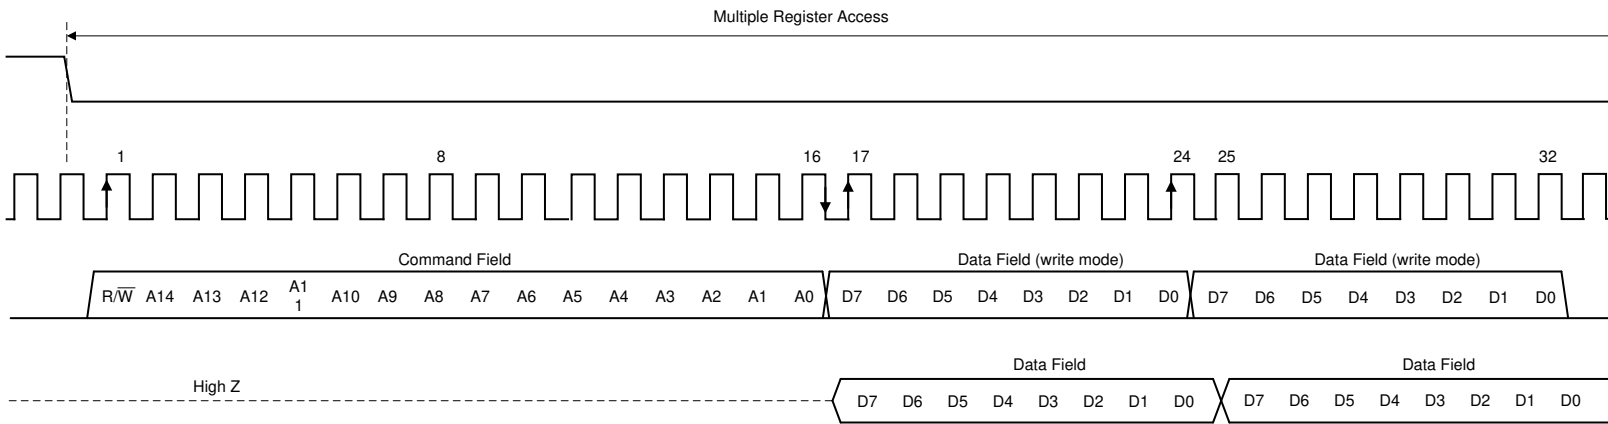 Multiple Register Access
1 8 16 17 24 25 32
Command Field Data Field (write mode) Data Field (write mode)
R/W̅ A14 A13 A12 A1 A10 A9 A8 A7 A6 A5 A4 A3 A2 A1 A0 D7 D6 D5 D4 D3 D2 D1 D0 D7 D6 D5 D4 D3 D2 D1 D0
1
Data Field Data Field
High Z
D7 D6 D5 D4 D3 D2 D1 D0 D7 D6 D5 D4 D3 D2 D1 D0